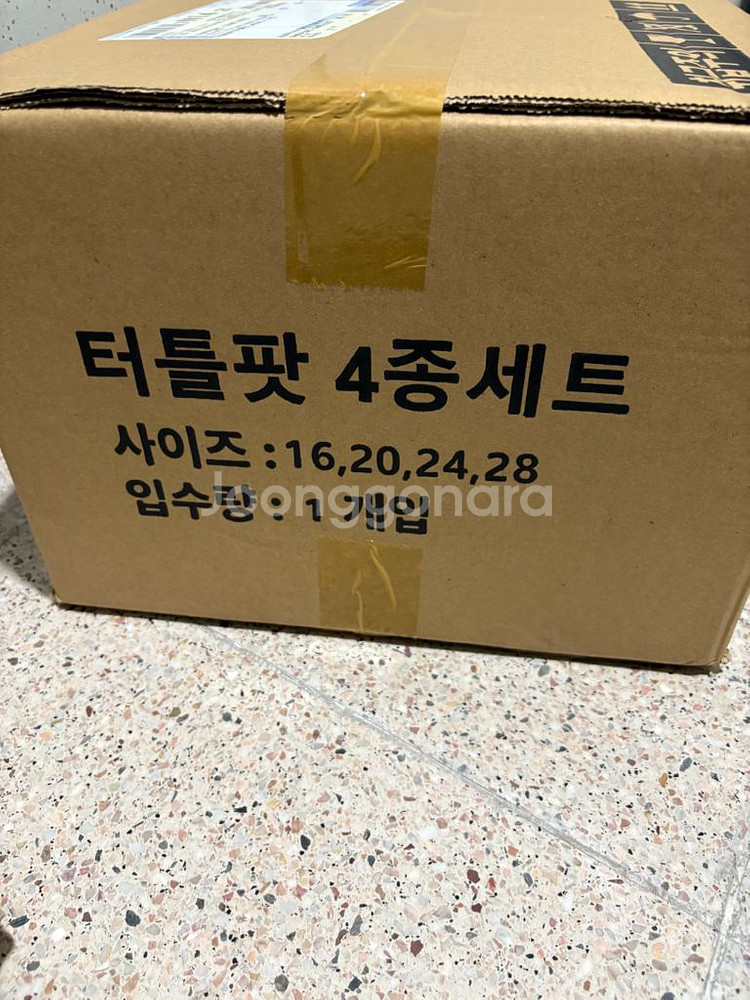 터틀팟 4종세트
사이즈 : 16,20,24,28
입수량 : 1 개입
Joonggonara